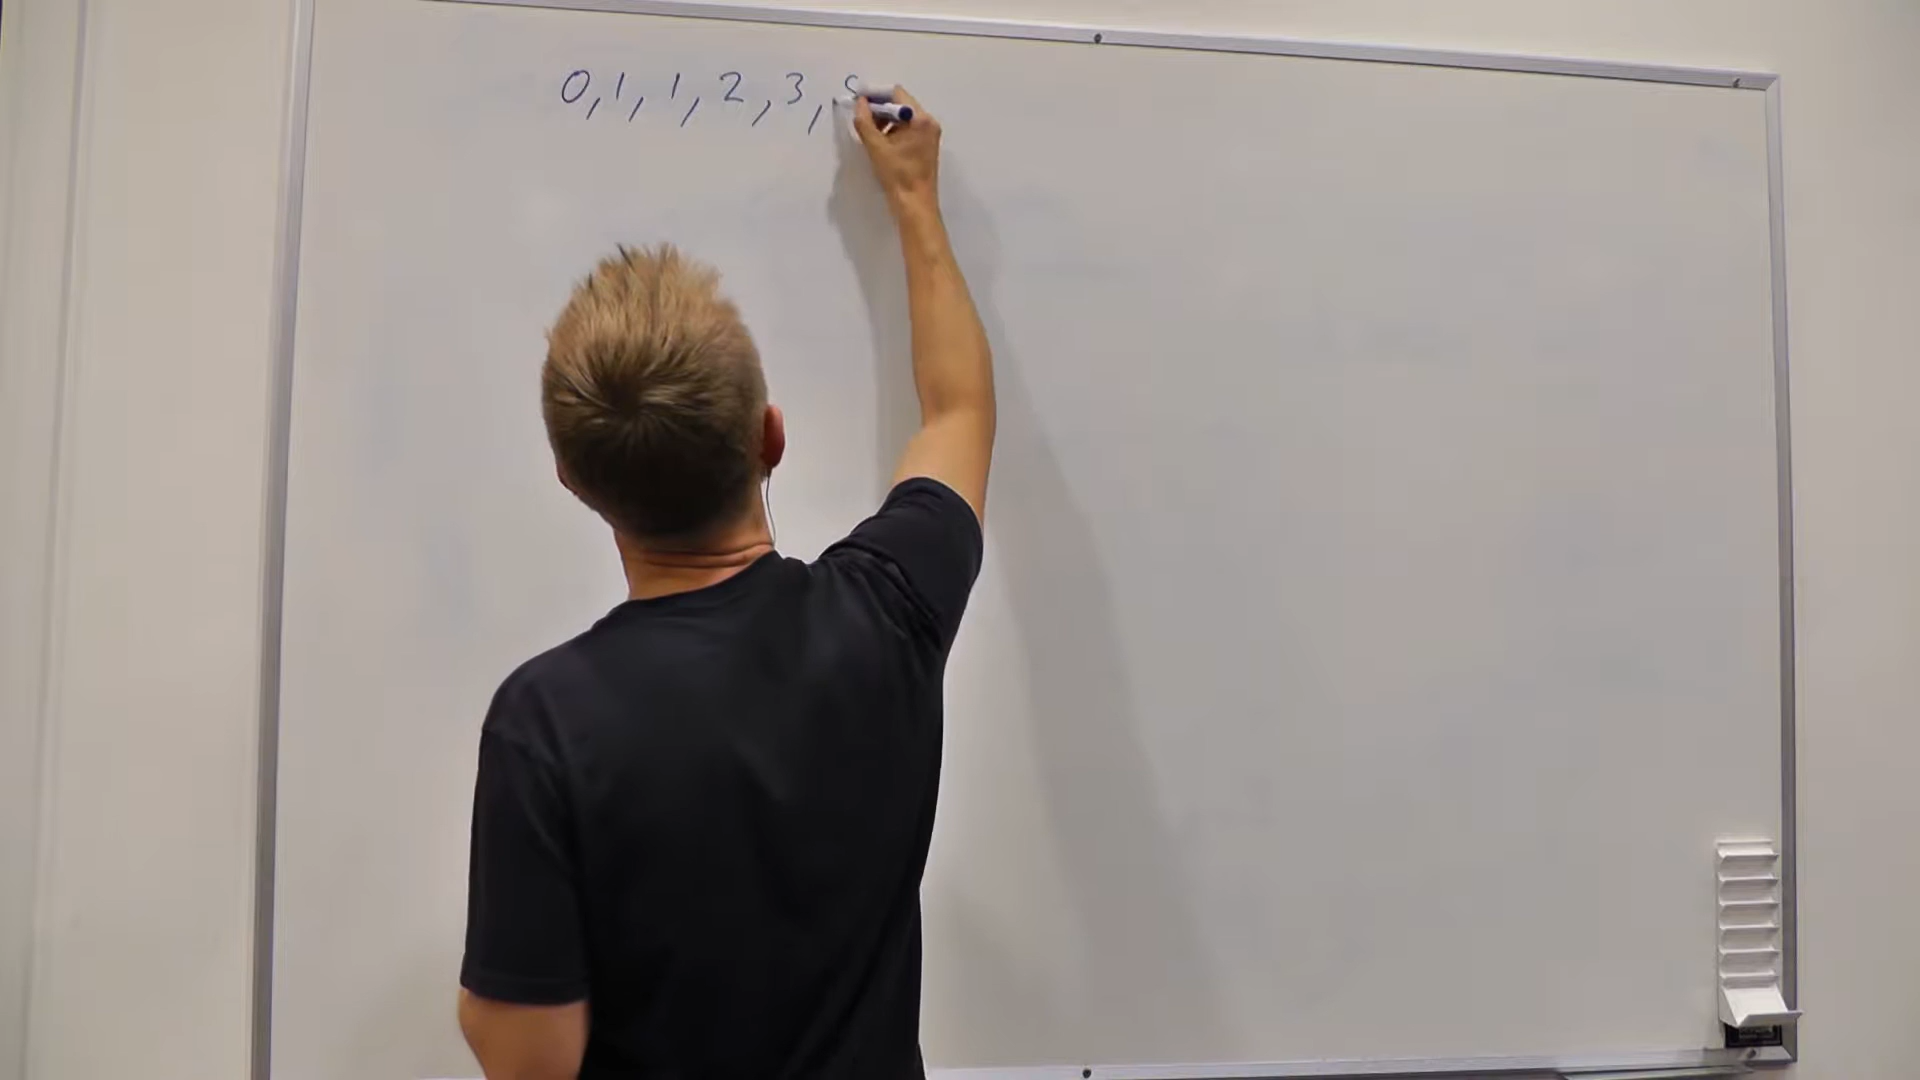 0, 1, 1, 2, 3,